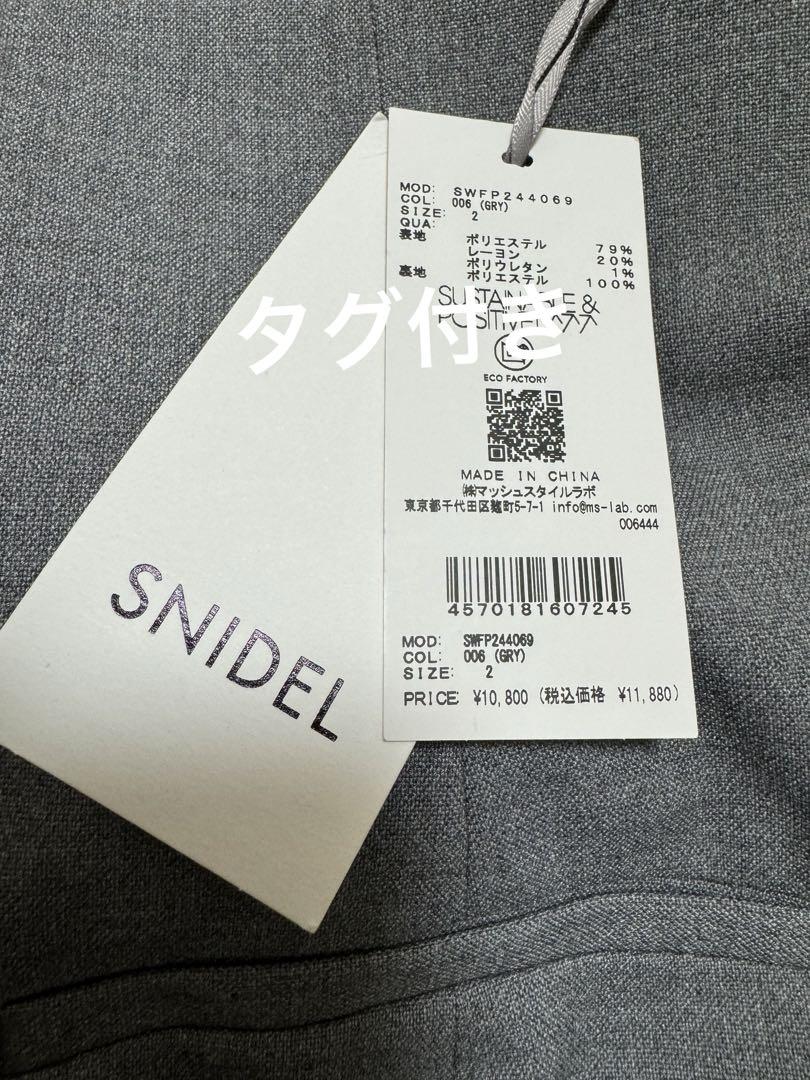 MOD: SWFP244069
COL: 006 (GRY)
SIZE: 2
QUA:
表地 ポリエステル 79%
レーヨン 20%
ポリウレタン 1%
裏地 ポリエステル 100%
SUSTAINABLE &
POSITIVE
タグ付き
ECO FACTORY
MADE IN CHINA
㈱マッシュスタイルラボ
東京都千代田区麹町5-7-1 info@ms-lab.com
006444
4570181607245
MOD: SWFP244069
COL: 006 (GRY)
SIZE: 2
PRICE: ¥10,800 (税込価格 ¥11,880)
SNIDEL